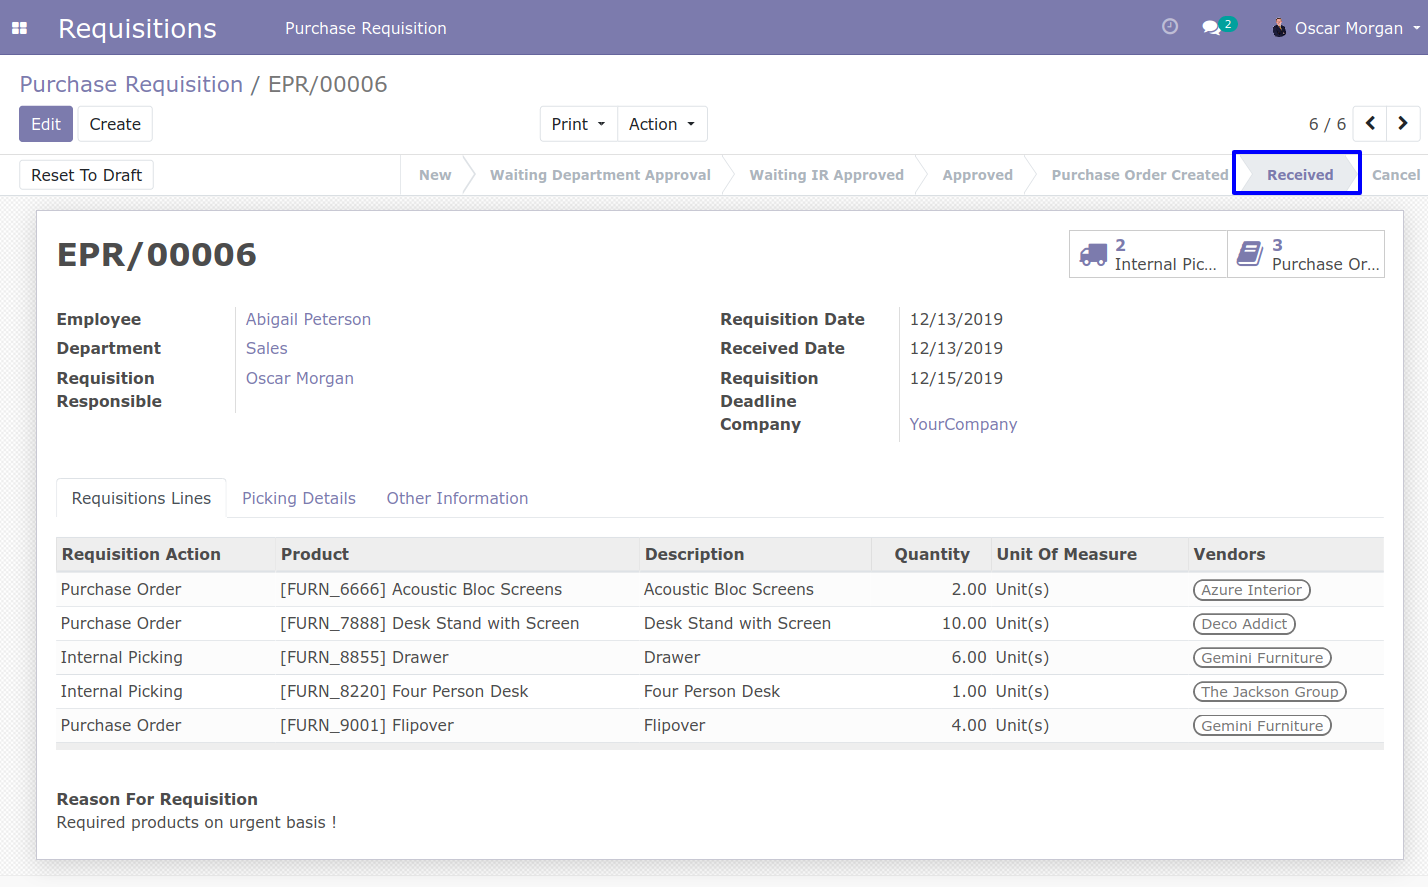 Requisitions Purchase Requisition 2 Oscar Morgan
Purchase Requisition / EPR/00006
Edit Create Print Action 6 / 6
Reset To Draft New Waiting Department Approval Waiting IR Approved Approved Purchase Order Created Received Cancel
EPR/00006
2 Internal Pic...
3 Purchase Or...
Employee Abigail Peterson
Department Sales
Requisition Responsible Oscar Morgan
Requisition Date 12/13/2019
Received Date 12/13/2019
Requisition Deadline 12/15/2019
Company YourCompany
Requisitions Lines Picking Details Other Information
Requisition Action Product Description Quantity Unit Of Measure Vendors
Purchase Order [FURN_6666] Acoustic Bloc Screens Acoustic Bloc Screens 2.00 Unit(s) Azure Interior
Purchase Order [FURN_7888] Desk Stand with Screen Desk Stand with Screen 10.00 Unit(s) Deco Addict
Internal Picking [FURN_8855] Drawer Drawer 6.00 Unit(s) Gemini Furniture
Internal Picking [FURN_8220] Four Person Desk Four Person Desk 1.00 Unit(s) The Jackson Group
Purchase Order [FURN_9001] Flipover Flipover 4.00 Unit(s) Gemini Furniture
Reason For Requisition
Required products on urgent basis !